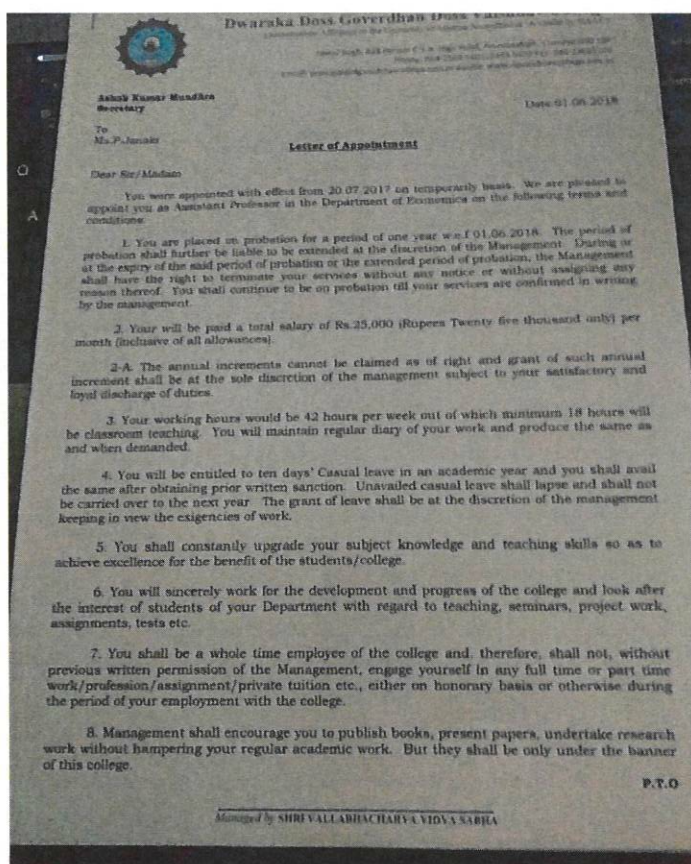 Dwaraka Doss Goverdhan Doss
Ashok Kumar Mundhra
Secretary
Date:01.06.2018
To
Ms.P.Janaki
Letter of Appointment
Dear Sir/Madam
You were appointed with effect from 20.07.2017 on temporarily basis. We are pleased to
appoint you as Assistant Professor in the Department of Economics on the following terms and
conditions:
1. You are placed on probation for a period of one year w.e.f 01.06.2018. The period of
probation shall further be liable to be extended at the discretion of the Management. During or
at the expiry of the said period of probation or the extended period of probation, the Management
shall have the right to terminate your services without any notice or without assigning any
reason thereof. You shall continue to be on probation till your services are confirmed in writing
by the management.
2. Your will be paid a total salary of Rs.25,000 (Rupees Twenty five thousand only) per
month (inclusive of all allowances).
2-A. The annual increments cannot be claimed as of right and grant of such annual
increment shall be at the sole discretion of the management subject to your satisfactory and
loyal discharge of duties.
3. Your working hours would be 42 hours per week out of which minimum 18 hours will
be classroom teaching. You will maintain regular diary of your work and produce the same as
and when demanded.
4. You will be entitled to ten days' Casual leave in an academic year and you shall avail
the same after obtaining prior written sanction. Unavailed casual leave shall lapse and shall not
be carried over to the next year. The grant of leave shall be at the discretion of the management
keeping in view the exigencies of work.
5. You shall constantly upgrade your subject knowledge and teaching skills so as to
achieve excellence for the benefit of the students/college.
6. You will sincerely work for the development and progress of the college and look after
the interest of students of your Department with regard to teaching, seminars, project work,
assignments, tests etc.
7. You shall be a whole time employee of the college and, therefore, shall not, without
previous written permission of the Management, engage yourself in any full time or part time
work/profession/assignment/private tuition etc., either on honorary basis or otherwise during
the period of your employment with the college.
8. Management shall encourage you to publish books, present papers, undertake research
work without hampering your regular academic work. But they shall be only under the banner
of this college.
P.T.O
Managed by SHRI VALLABHACHARYA VIDYA SABHA